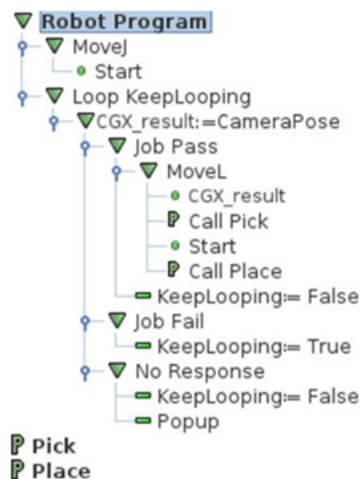 Robot Program
MoveJ
Start
Loop KeepLooping
CGX_result:=CameraPose
Job Pass
MoveL
CGX_result
P Call Pick
Start
P Call Place
KeepLooping:= False
Job Fail
KeepLooping:= True
No Response
KeepLooping:= False
Popup
P Pick
P Place